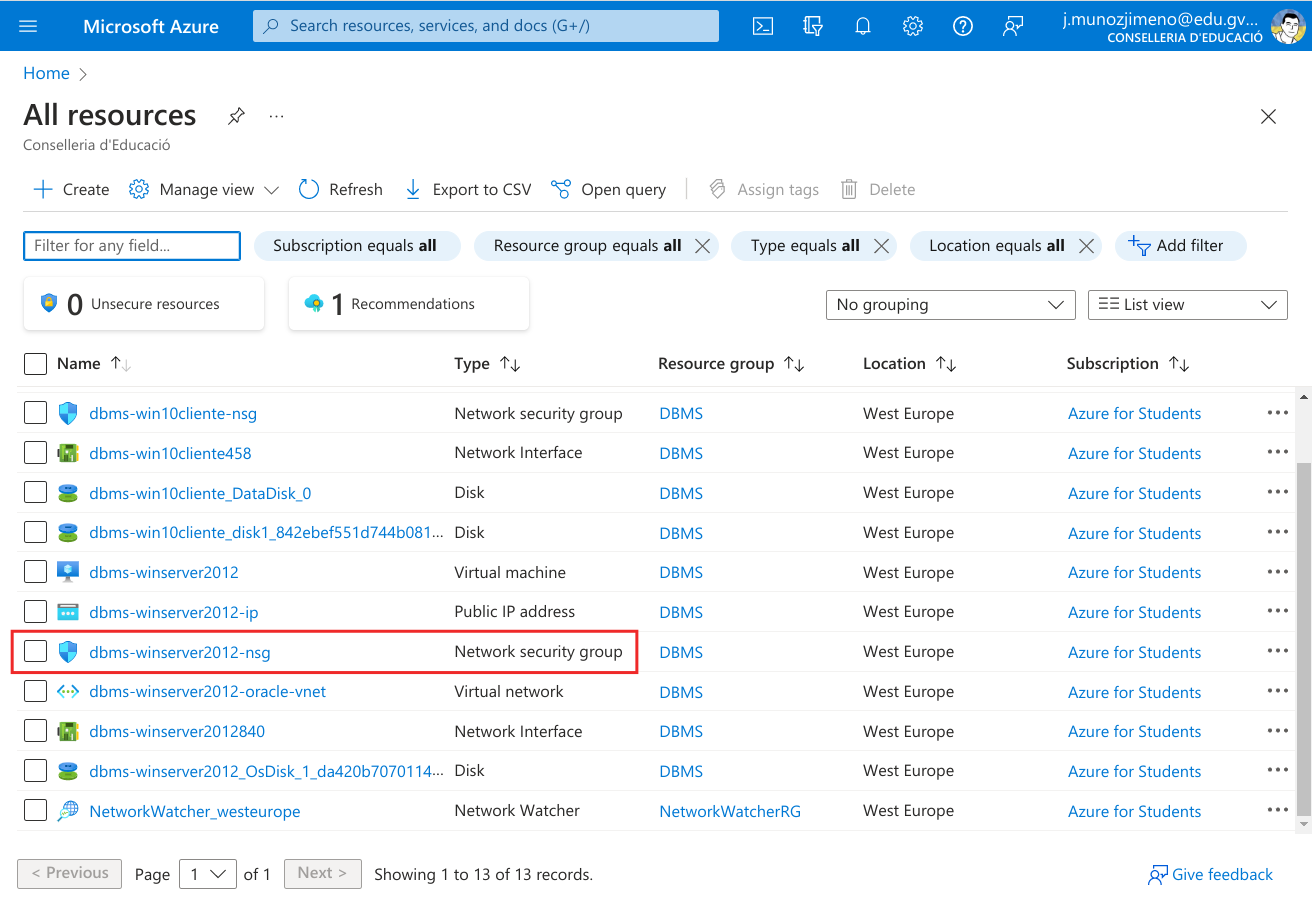 Microsoft Azure
Search resources, services, and docs (G+/)
j.munozjimeno@edu.gv...
CONSELLERIA D'EDUCACIÓ
Home
All resources
...
Conselleria d'Educació
Create Manage view Refresh Export to CSV Open query Assign tags Delete
Filter for any field... Subscription equals all Resource group equals all Type equals all Location equals all Add filter
0 Unsecure resources 1 Recommendations No grouping List view
Name Type Resource group Location Subscription
dbms-win10cliente-nsg Network security group DBMS West Europe Azure for Students ...
dbms-win10cliente458 Network Interface DBMS West Europe Azure for Students ...
dbms-win10cliente_DataDisk_0 Disk DBMS West Europe Azure for Students ...
dbms-win10cliente_disk1_842ebef551d744b081... Disk DBMS West Europe Azure for Students ...
dbms-winserver2012 Virtual machine DBMS West Europe Azure for Students ...
dbms-winserver2012-ip Public IP address DBMS West Europe Azure for Students ...
dbms-winserver2012-nsg Network security group DBMS West Europe Azure for Students ...
dbms-winserver2012-oracle-vnet Virtual network DBMS West Europe Azure for Students ...
dbms-winserver2012840 Network Interface DBMS West Europe Azure for Students ...
dbms-winserver2012_OsDisk_1_da420b7070114... Disk DBMS West Europe Azure for Students ...
NetworkWatcher_westeurope Network Watcher NetworkWatcherRG West Europe Azure for Students ...
< Previous Page 1 of 1 Next > Showing 1 to 13 of 13 records. Give feedback